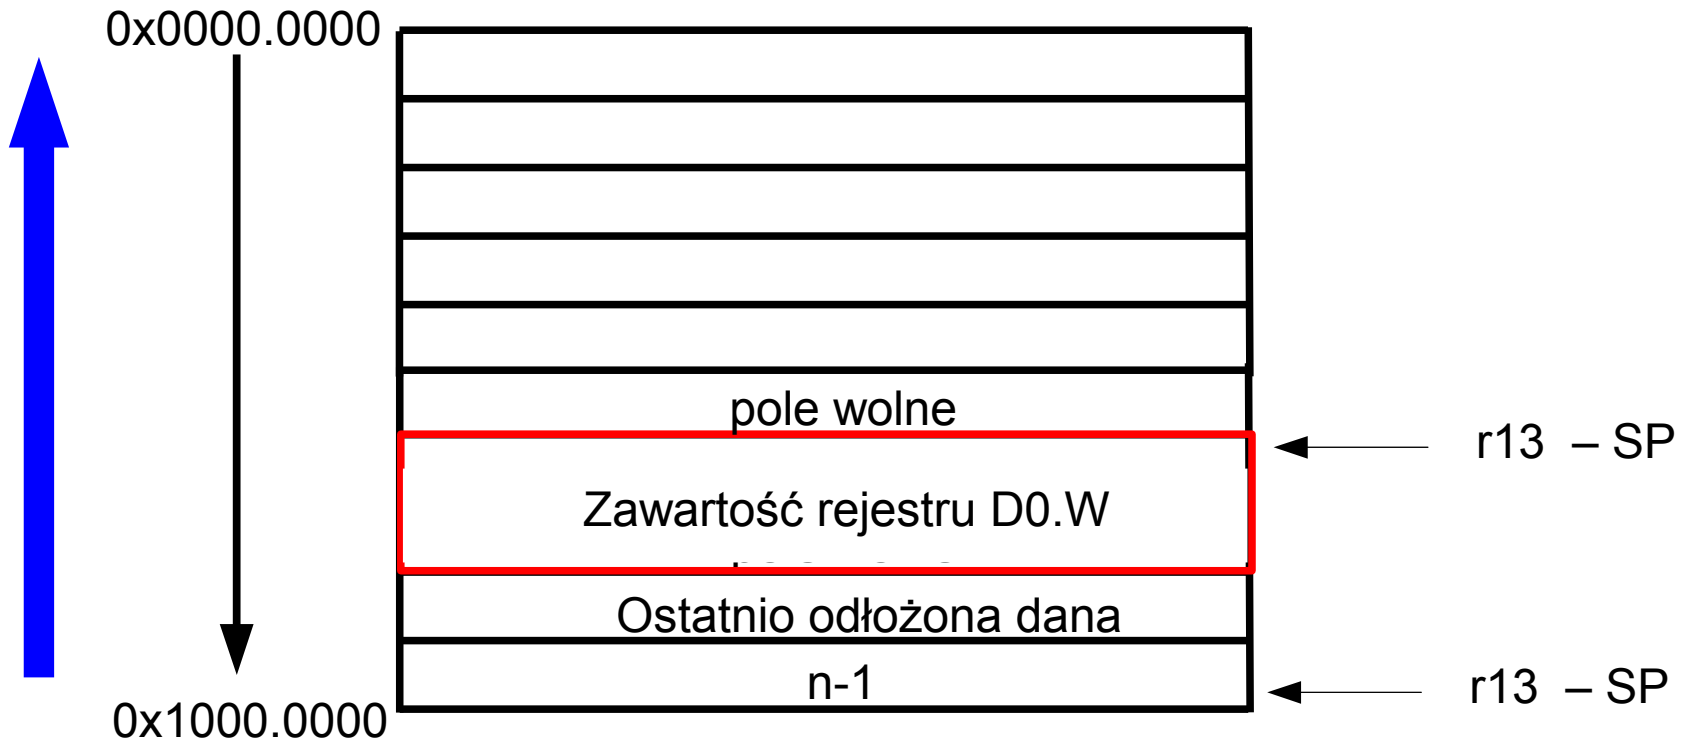 0x0000.0000
pole wolne
r13 – SP
Zawartość rejestru D0.W
Ostatnio odłożona dana
n-1
r13 – SP
0x1000.0000